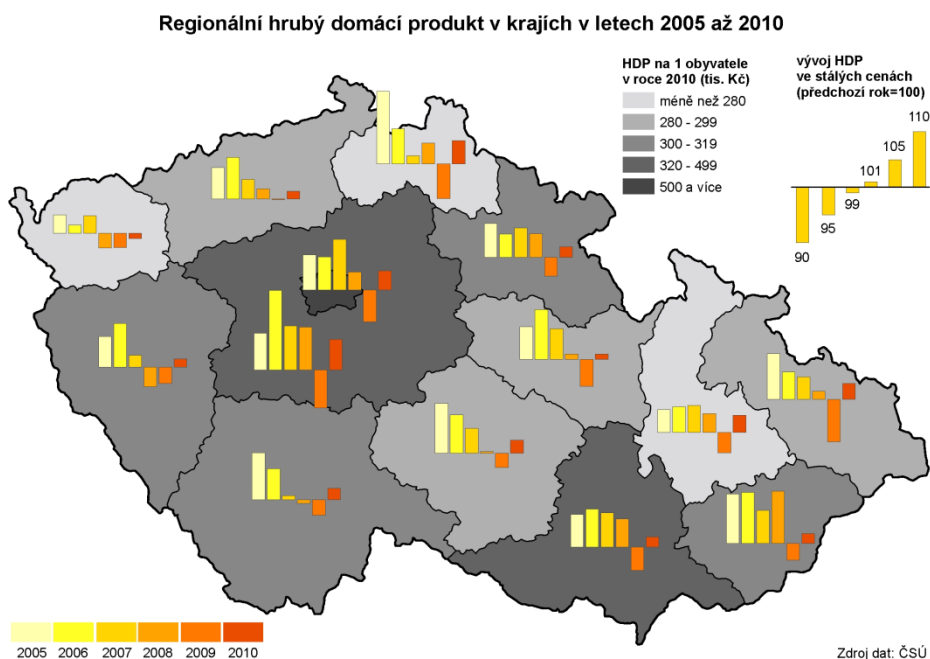 Regionální hrubý domácí produkt v krajích v letech 2005 až 2010
HDP na 1 obyvatele
v roce 2010 (tis. Kč)
méně než 280
280 - 299
300 - 319
320 - 499
500 a více
vývoj HDP
ve stálých cenách
(předchozí rok=100)
110
105
101
99
95
90
2005 2006 2007 2008 2009 2010
Zdroj dat: ČSÚ